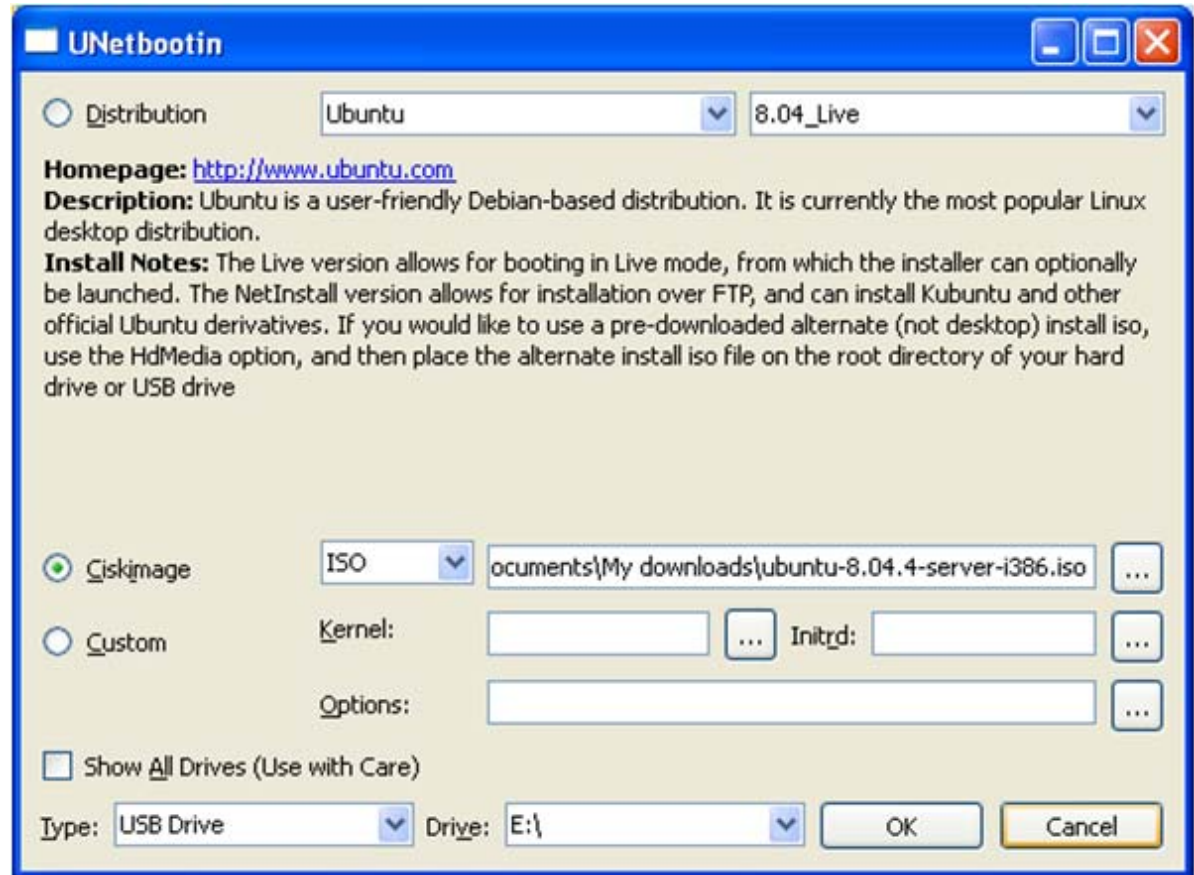 UNetbootin
Distribution Ubuntu 8.04_Live
Homepage: http://www.ubuntu.com
Description: Ubuntu is a user-friendly Debian-based distribution. It is currently the most popular Linux
desktop distribution.
Install Notes: The Live version allows for booting in Live mode, from which the installer can optionally
be launched. The NetInstall version allows for installation over FTP, and can install Kubuntu and other
official Ubuntu derivatives. If you would like to use a pre-downloaded alternate (not desktop) install iso,
use the HdMedia option, and then place the alternate install iso file on the root directory of your hard
drive or USB drive
Ciskimage ISO ocuments\My downloads\ubuntu-8.04.4-server-i386.iso ...
Custom Kernel: ... Initrd: ...
Options: ...
Show All Drives (Use with Care)
Type: USB Drive Drive: E:\ OK Cancel